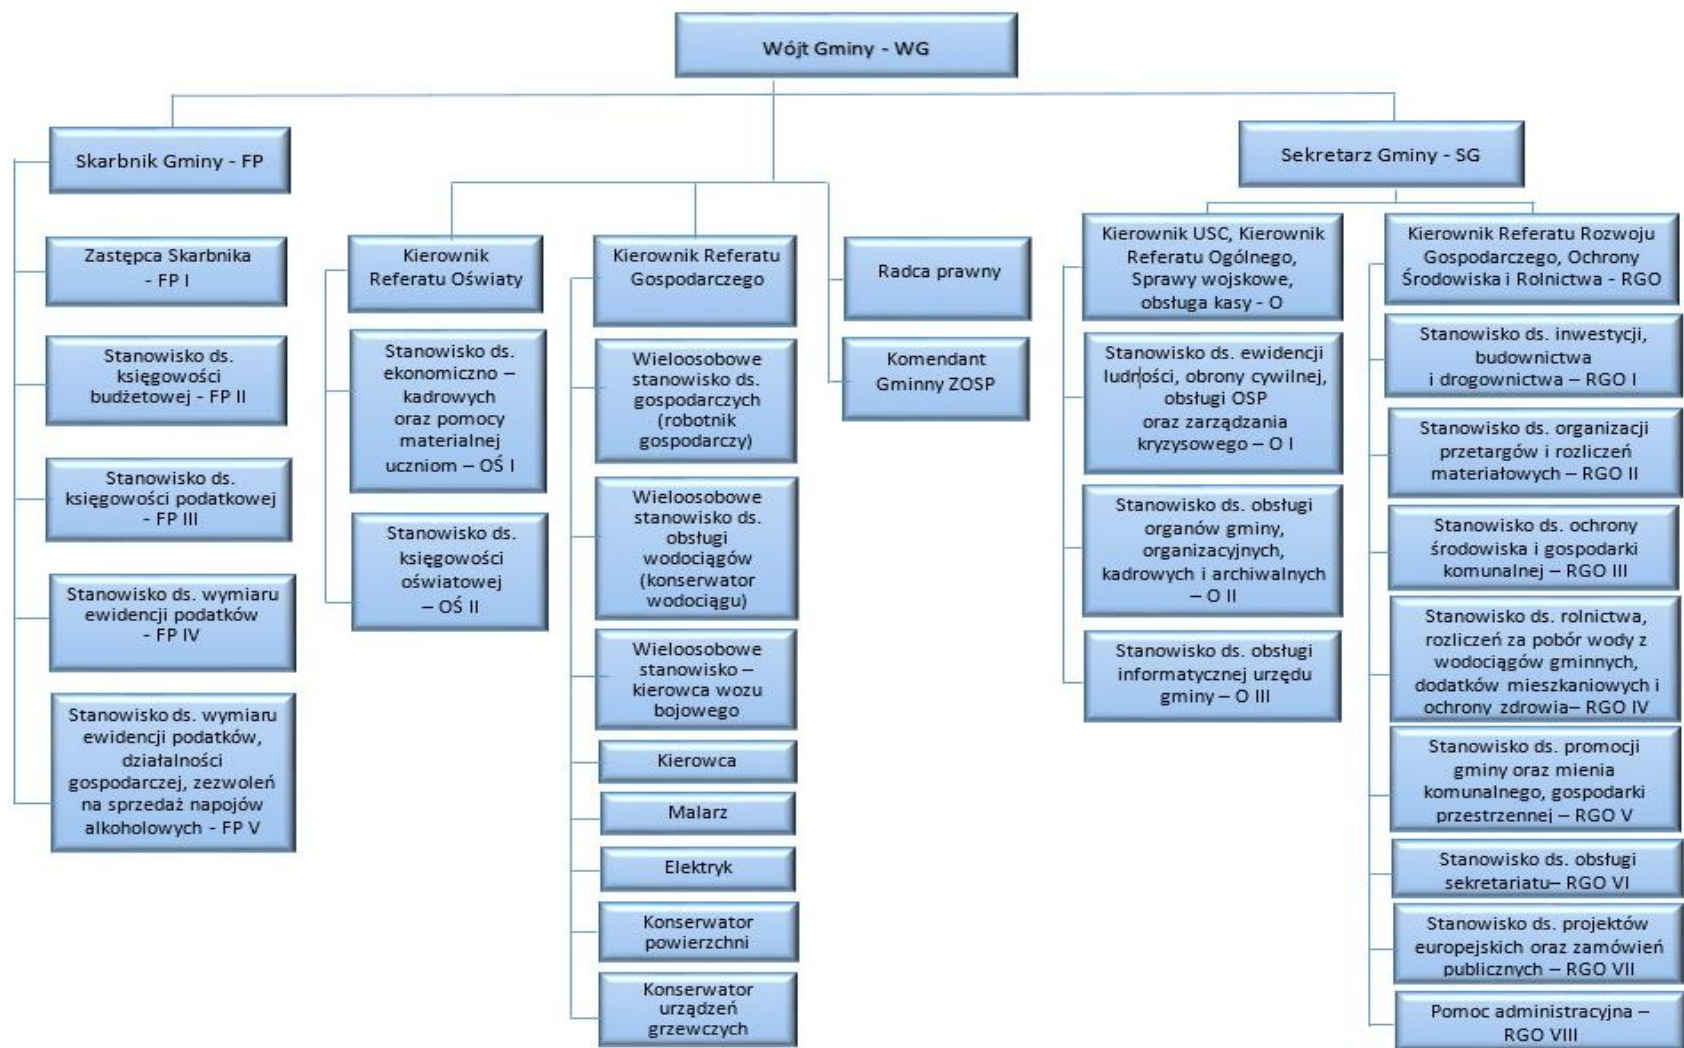 Wójt Gminy - WG
Skarbnik Gminy - FP
Zastępca Skarbnika
- FP I
Stanowisko ds.
księgowości
budżetowej - FP II
Stanowisko ds.
księgowości podatkowej
- FP III
Stanowisko ds. wymiaru
ewidencji podatków
- FP IV
Stanowisko ds. wymiaru
ewidencji podatków,
działalności
gospodarczej, zezwoleń
na sprzedaż napojów
alkoholowych - FP V
Kierownik
Referatu Oświaty
Stanowisko ds.
ekonomiczno –
kadrowych
oraz pomocy
materialnej
uczniom – OŚ I
Stanowisko ds.
księgowości
oświatowej
– OŚ II
Kierownik Referatu
Gospodarczego
Wieloosobowe
stanowisko ds.
gospodarczych
(robotnik
gospodarczy)
Wieloosobowe
stanowisko ds.
obsługi
wodociągów
(konserwator
wodociągu)
Wieloosobowe
stanowisko –
kierowca wozu
bojowego
Kierowca
Malarz
Elektryk
Konserwator
powierzchni
Konserwator
urządzeń
grzewczych
Radca prawny
Komendant
Gminny ZOSP
Sekretarz Gminy - SG
Kierownik USC, Kierownik
Referatu Ogólnego,
Sprawy wojskowe,
obsługa kasy - O
Stanowisko ds. ewidencji
ludności, obrony cywilnej,
obsługi OSP
oraz zarządzania
kryzysowego – O I
Stanowisko ds. obsługi
organów gminy,
organizacyjnych,
kadrowych i archiwalnych
– O II
Stanowisko ds. obsługi
informatycznej urzędu
gminy – O III
Kierownik Referatu Rozwoju
Gospodarczego, Ochrony
Środowiska i Rolnictwa - RGO
Stanowisko ds. inwestycji,
budownictwa
i drogownictwa – RGO I
Stanowisko ds. organizacji
przetargów i rozliczeń
materiałowych – RGO II
Stanowisko ds. ochrony
środowiska i gospodarki
komunalnej – RGO III
Stanowisko ds. rolnictwa,
rozliczeń za pobór wody z
wodociągów gminnych,
dodatków mieszkaniowych i
ochrony zdrowia– RGO IV
Stanowisko ds. promocji
gminy oraz mienia
komunalnego, gospodarki
przestrzennej – RGO V
Stanowisko ds. obsługi
sekretariatu– RGO VI
Stanowisko ds. projektów
europejskich oraz zamówień
publicznych – RGO VII
Pomoc administracyjna –
RGO VIII